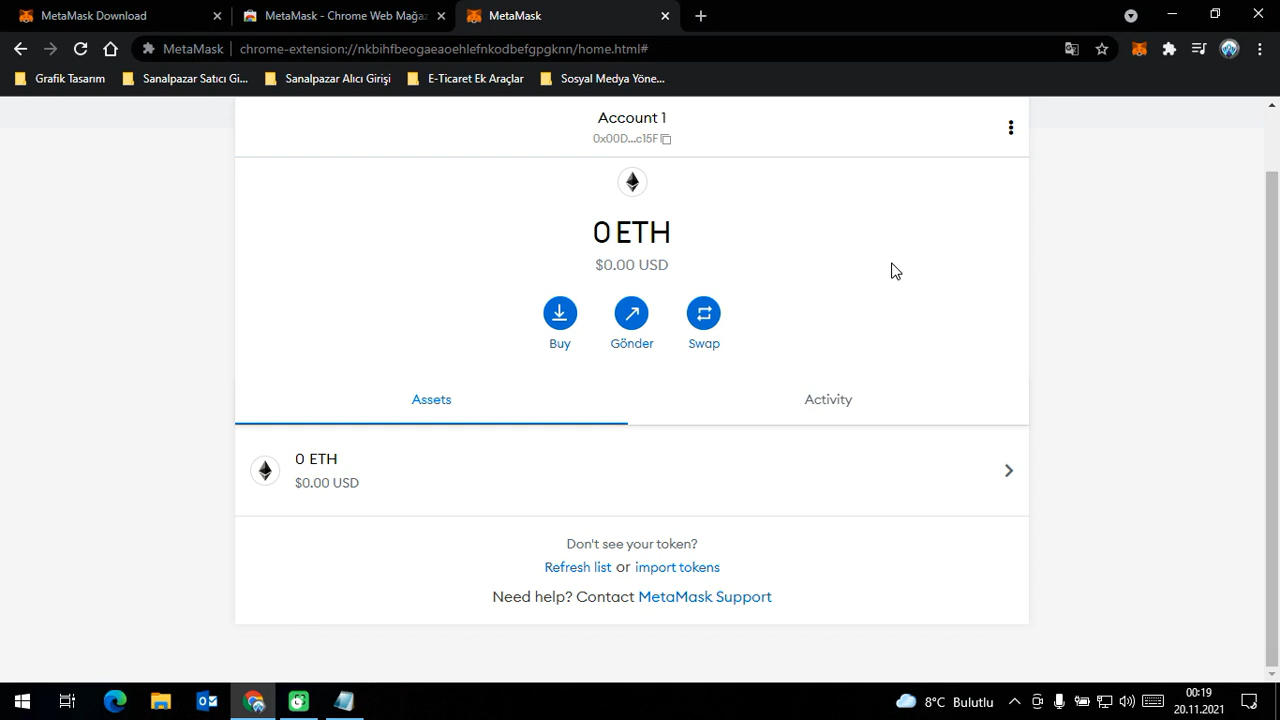 MetaMask Download
MetaMask - Chrome Web Mağaz
MetaMask
MetaMask
chrome-extension://nkbihfbeogaeaoehlefnkodbefgpgknn/home.html#
Grafik Tasarım
Sanalpazar Satıcı Gi...
Sanalpazar Alıcı Girişi
E-Ticaret Ek Araçlar
Sosyal Medya Yöne...
Account 1
0x00D...c15F
0 ETH
$0.00 USD
Buy
Gönder
Swap
Assets
Activity
0 ETH
$0.00 USD
Don't see your token?
Refresh list or import tokens
Need help? Contact MetaMask Support
8°C Bulutlu
00:19
20.11.2021